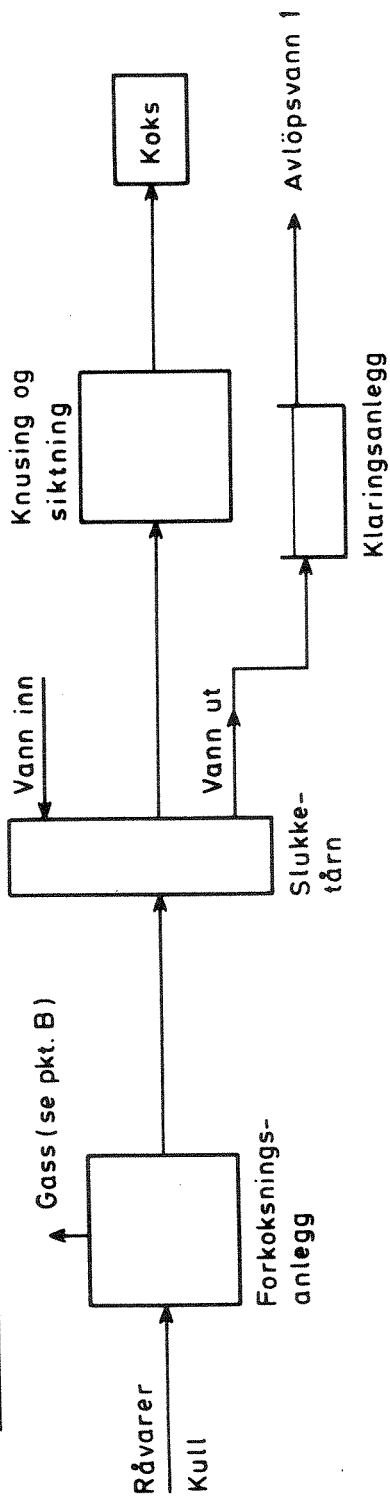 Råvarer
Kull
Gass ( se pkt. B )
Forkoksnings-
anlegg
Vann inn
Slukke-
tårn
Vann ut
Knusing og
siktning
Klaringsanlegg
Koks
Avlöpsvann 1